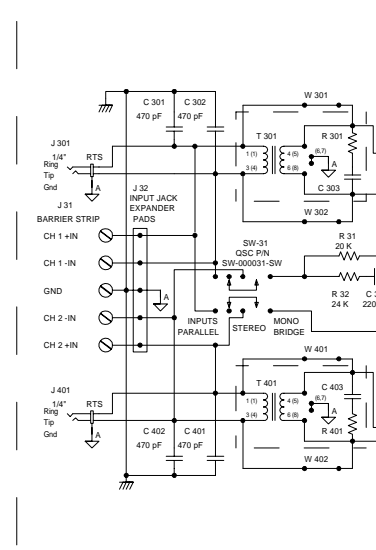 W 301
C 301 C 302
470 pF 470 pF
J 301
1/4"
Ring
Tip
Gnd
RTS
A
T 301
1 (1) 4 (5)
3 (4) 6 (8)
(6,7)
A
R 301
C 303
W 302
J 31
BARRIER STRIP
J 32
INPUT JACK
EXPANDER
PADS
CH 1 +IN
CH 1 -IN
GND
CH 2 -IN
CH 2 +IN
A
SW-31
QSC P/N
SW-000031-SW
INPUTS
PARALLEL
STEREO
MONO
BRIDGE
R 31
20 K
R 32
24 K
C 3
220
W 401
J 401
1/4"
Ring
Tip
Gnd
RTS
A
T 401
1 (1) 4 (5)
3 (4) 6 (8)
(6,7)
A
C 403
R 401
C 402 C 401
470 pF 470 pF
W 402